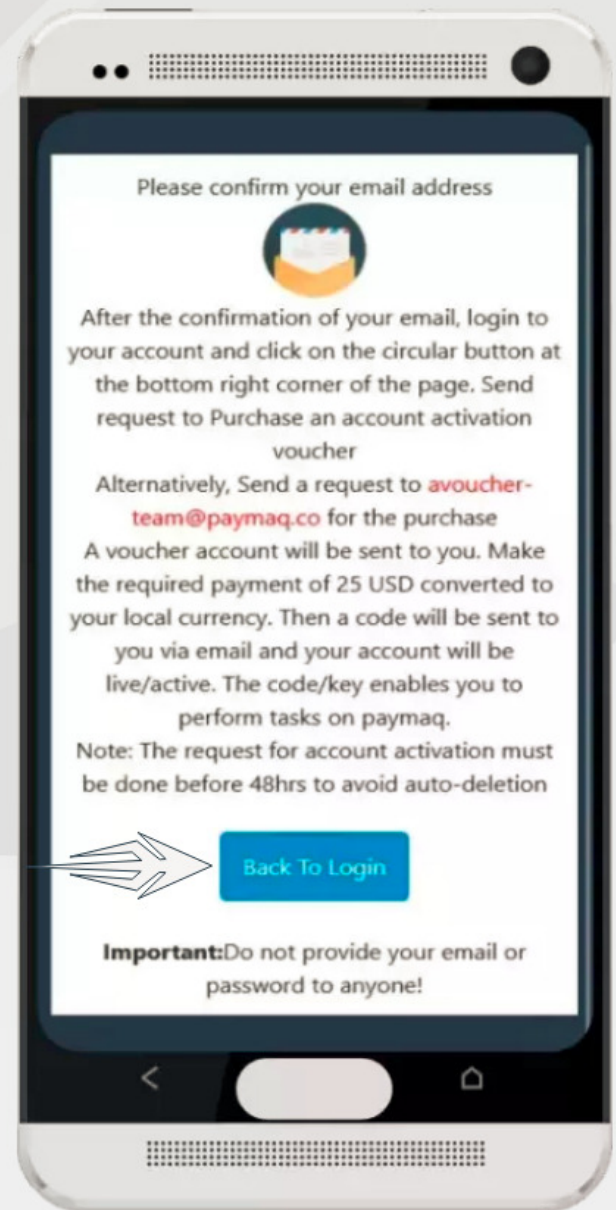 Please confirm your email address
After the confirmation of your email, login to
your account and click on the circular button at
the bottom right corner of the page. Send
request to Purchase an account activation
voucher
Alternatively, Send a request to avoucher-
team@paymaq.co for the purchase
A voucher account will be sent to you. Make
the required payment of 25 USD converted to
your local currency. Then a code will be sent to
you via email and your account will be
live/active. The code/key enables you to
perform tasks on paymaq.
Note: The request for account activation must
be done before 48hrs to avoid auto-deletion
Back To Login
Important:Do not provide your email or
password to anyone!